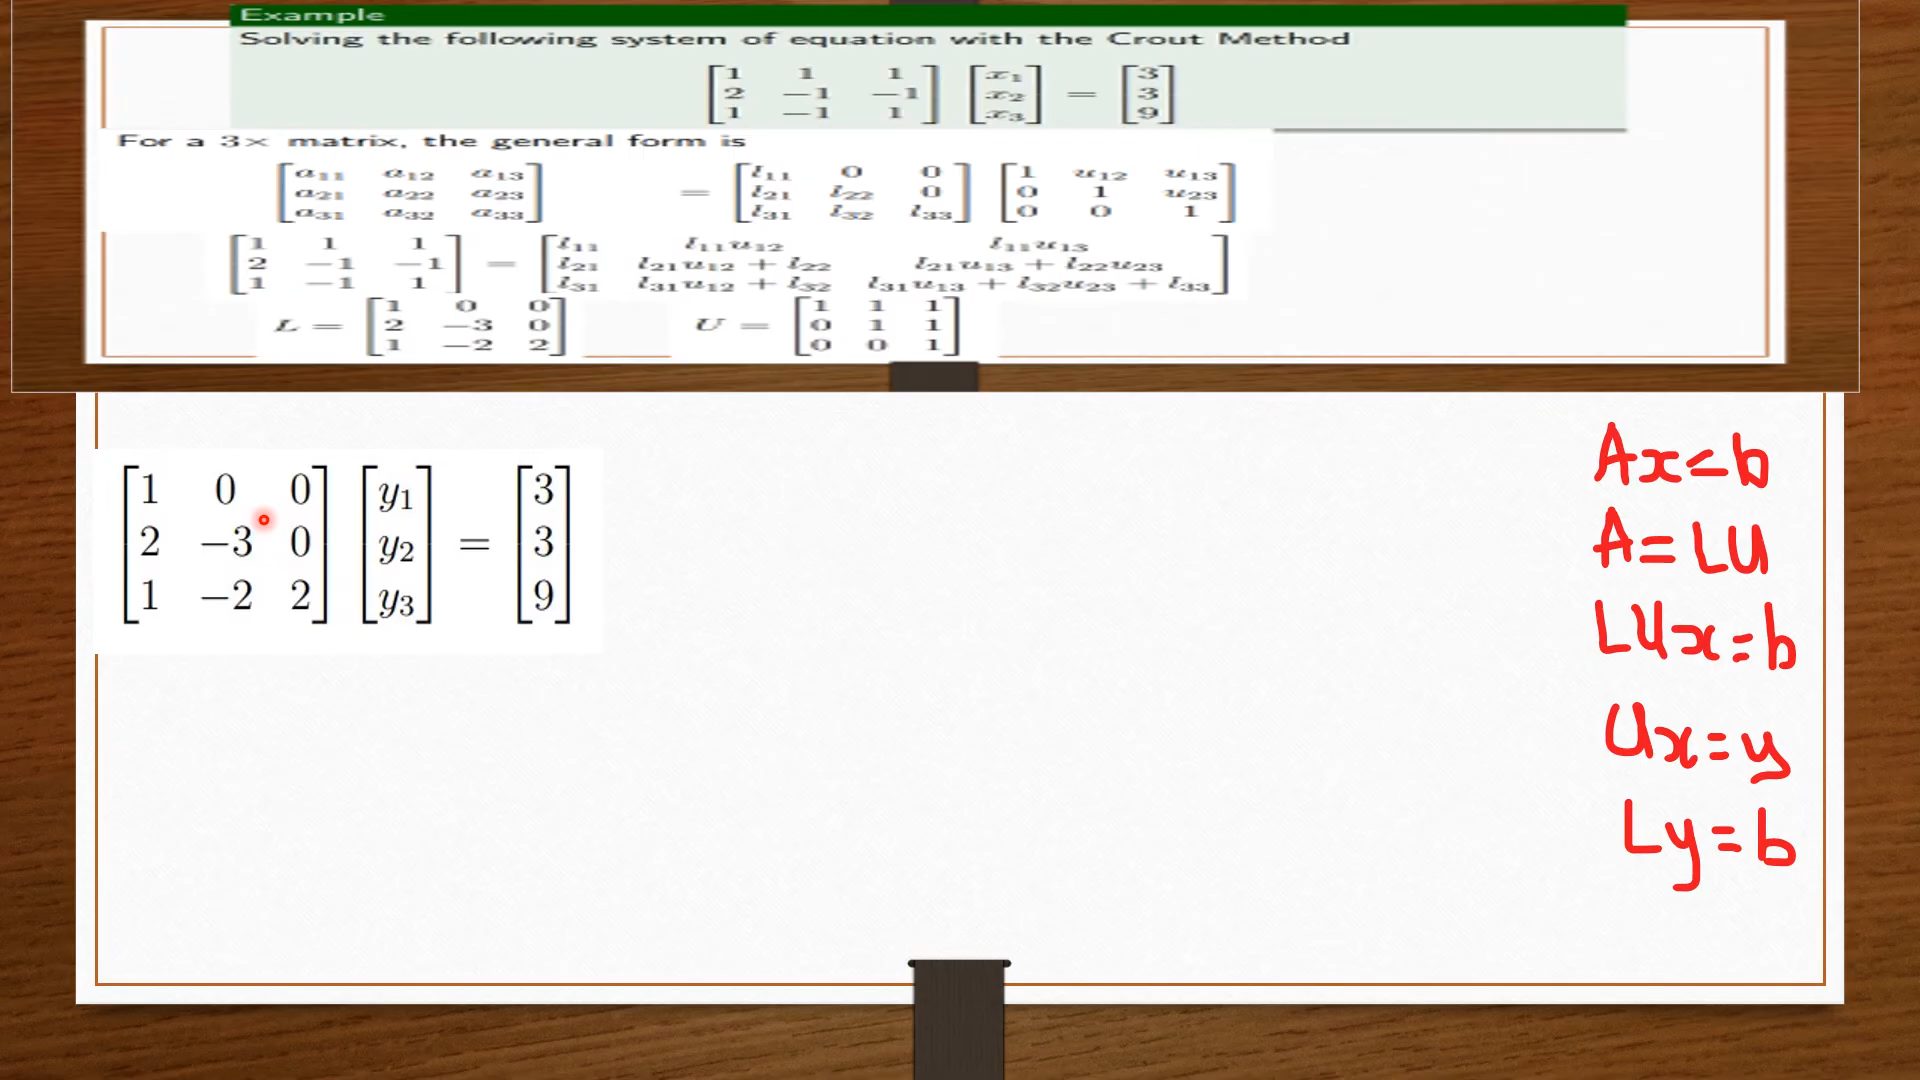 Example
Solving the following system of equation with the Crout Method
[1 1 1; 2 −1 −1; 1 −1 1] [x₁; x₂; x₃] = [3; 3; 9]
For a 3× matrix, the general form is
[a₁₁ a₁₂ a₁₃; a₂₁ a₂₂ a₂₃; a₃₁ a₃₂ a₃₃] = [l₁₁ 0 0; l₂₁ l₂₂ 0; l₃₁ l₃₂ l₃₃] [1 u₁₂ u₁₃; 0 1 u₂₃; 0 0 1]
[1 1 1; 2 −1 −1; 1 −1 1] = [l₁₁ l₁₁u₁₂ l₁₁u₁₃; l₂₁ l₂₁u₁₂ + l₂₂ l₂₁u₁₃ + l₂₂u₂₃; l₃₁ l₃₁u₁₂ + l₃₂ l₃₁u₁₃ + l₃₂u₂₃ + l₃₃]
L = [1 0 0; 2 −3 0; 1 −2 2] U = [1 1 1; 0 1 1; 0 0 1]
[1 0 0; 2 −3 0; 1 −2 2] [y₁; y₂; y₃] = [3; 3; 9]
Ax=b
A=LU
LUx=b
Ux=y
Ly=b